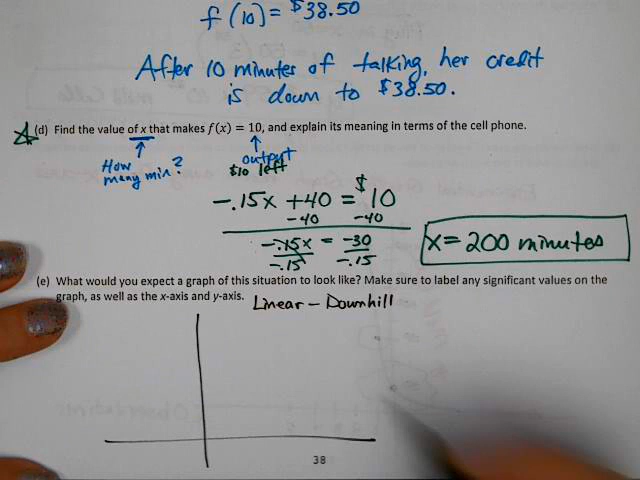 f(10) = $38.50
After 10 minutes of talking, her credit
is down to $38.50.
(d) Find the value of x that makes f(x) = 10, and explain its meaning in terms of the cell phone.
How many min?
output
$10 left
-.15x + 40 = $10
-40 -40
-.15x = -30
-.15 -.15
x = 200 minutes
(e) What would you expect a graph of this situation to look like? Make sure to label any significant values on the
graph, as well as the x-axis and y-axis. Linear - Downhill
38